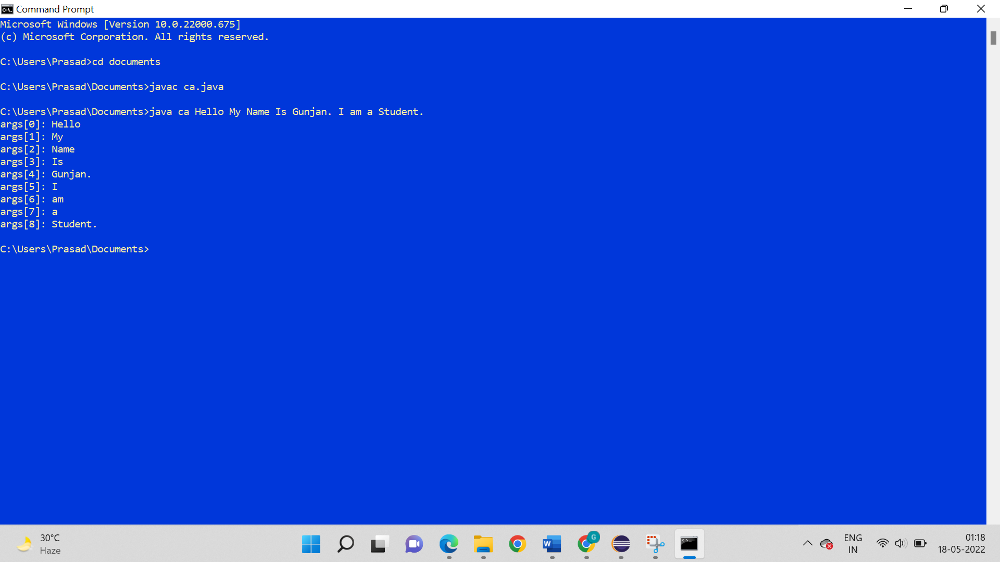 Command Prompt
Microsoft Windows [Version 10.0.22000.675]
(c) Microsoft Corporation. All rights reserved.
C:\Users\Prasad>cd documents
C:\Users\Prasad\Documents>javac ca.java
C:\Users\Prasad\Documents>java ca Hello My Name Is Gunjan. I am a Student.
args[0]: Hello
args[1]: My
args[2]: Name
args[3]: Is
args[4]: Gunjan.
args[5]: I
args[6]: am
args[7]: a
args[8]: Student.
C:\Users\Prasad\Documents>
30°C
Haze
W
G
ENG
IN
01:18
18-05-2022